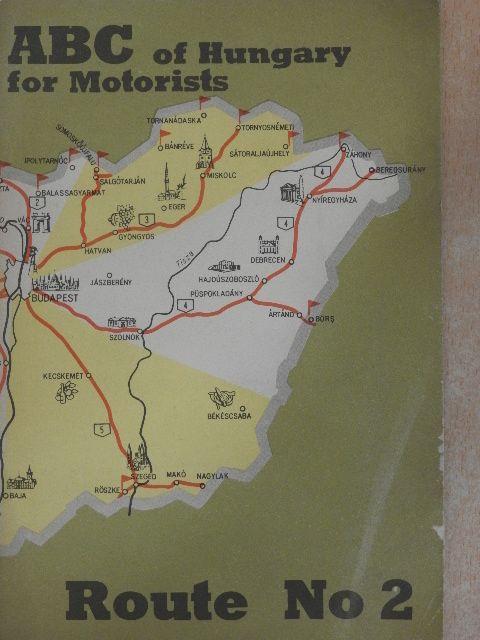 ABC of Hungary
for Motorists
TORNANÁDASKA
TORNYOSNÉMETI
SOMOSKŐÚJFALU
BÁNRÉVE
ZÁHONY
IPOLYTARNÓC
SÁTORALJAÚJHELY
BEREGSURÁNY
SALGÓTARJÁN
MISKOLC
BALASSAGYARMAT
2
EGER
4
NYÍREGYHÁZA
VÁC
3
GYÖNGYÖS
4
HATVAN
Tisza
DEBRECEN
JÁSZBERÉNY
HAJDÚSZOBOSZLÓ
BUDAPEST
PÜSPÖKLADÁNY
4
ÁRTÁND
BORŞ
SZOLNOK
KECSKEMÉT
BÉKÉSCSABA
5
SZEGED
MAKÓ
NAGYLAK
RÖSZKE
BAJA
Route No 2